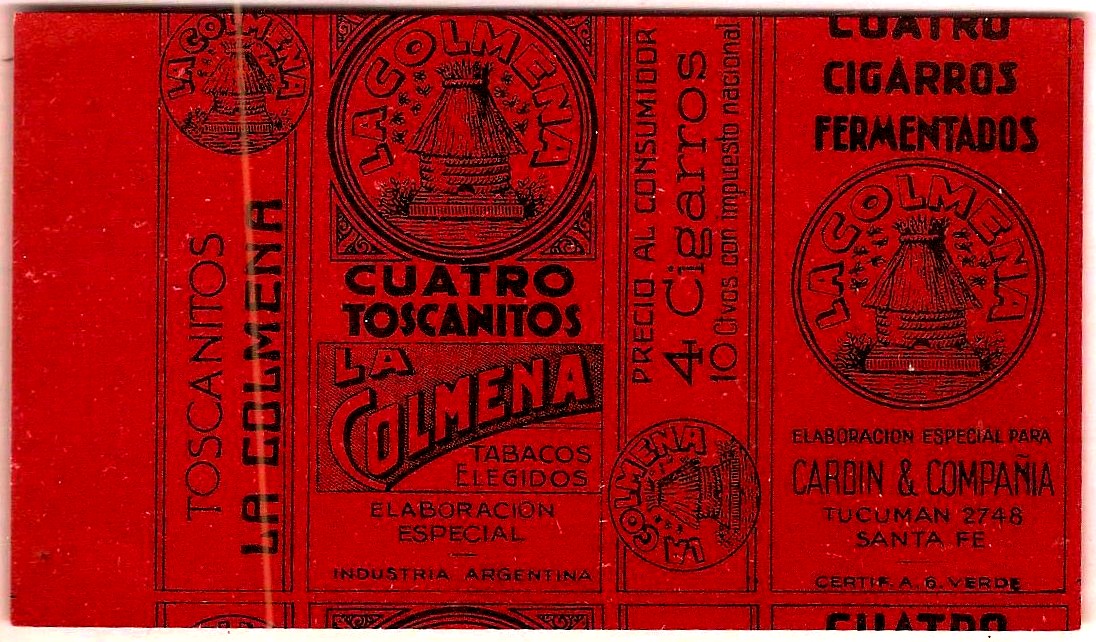 LA COLMENA
TOSCANITOS
LA COLMENA
LA COLMENA
CUATRO
TOSCANITOS
LA
COLMENA
TABACOS
ELEGIDOS
ELABORACION
ESPECIAL
INDUSTRIA ARGENTINA
PRECIO AL CONSUMIDOR
4 Cigarros
10 Ctvos con impuesto nacional
LA COLMENA
CUATRO
CIGARROS
FERMENTADOS
LA COLMENA
ELABORACION ESPECIAL PARA
CARDIN & COMPAÑIA
TUCUMAN 2748
SANTA FE
CERTIF. A. 6. VERDE
CUATRO